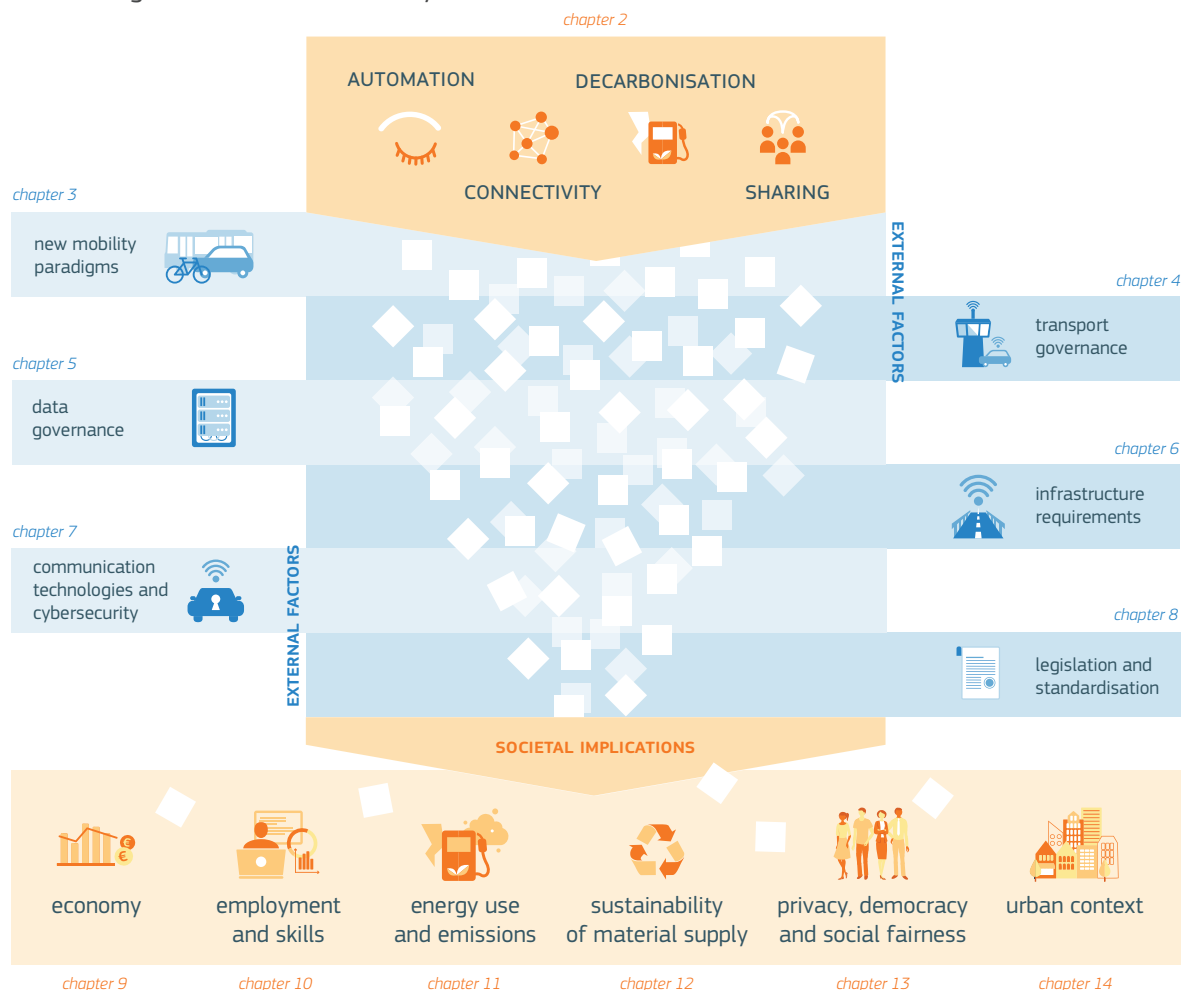 chapter 2
AUTOMATION
DECARBONISATION
CONNECTIVITY
SHARING
chapter 3
new mobility
paradigms
EXTERNAL FACTORS
chapter 4
transport
governance
chapter 5
data
governance
chapter 6
infrastructure
requirements
chapter 7
communication
technologies and
cybersecurity
EXTERNAL FACTORS
chapter 8
legislation and
standardisation
SOCIETAL IMPLICATIONS
economy
employment
and skills
energy use
and emissions
sustainability
of material supply
privacy, democracy
and social fairness
urban context
chapter 9
chapter 10
chapter 11
chapter 12
chapter 13
chapter 14